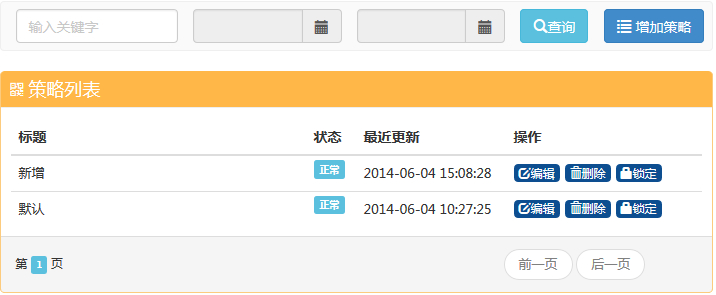 输入关键字 查询 增加策略
策略列表
标题 状态 最近更新 操作
新增 正常 2014-06-04 15:08:28 编辑 删除 锁定
默认 正常 2014-06-04 10:27:25 编辑 删除 锁定
第 1 页 前一页 后一页